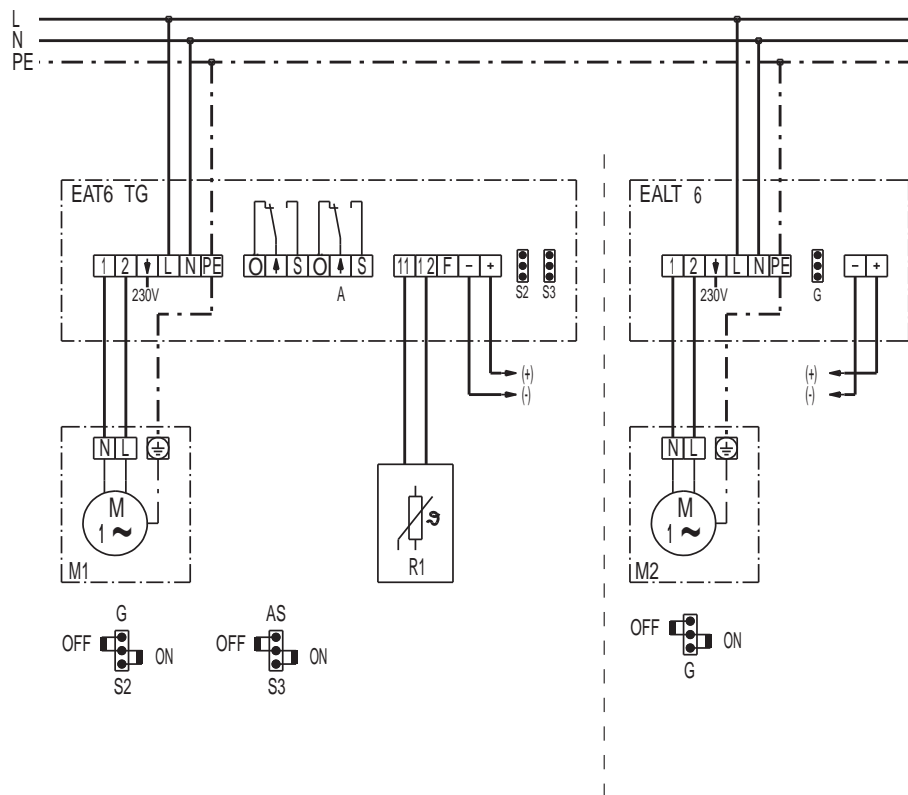 L
N
PE
EAT6 TG
EALT 6
1 2 L N PE
O S O S
11 12 F - +
1 2 L N PE
- +
230V
A
S2 S3
230V
G
(+)
(-)
(+)
(-)
N L
N L
M
1 ~
M
1 ~
ϑ
M1
R1
M2
G
AS
OFF
ON
OFF
ON
OFF
ON
S2
S3
G